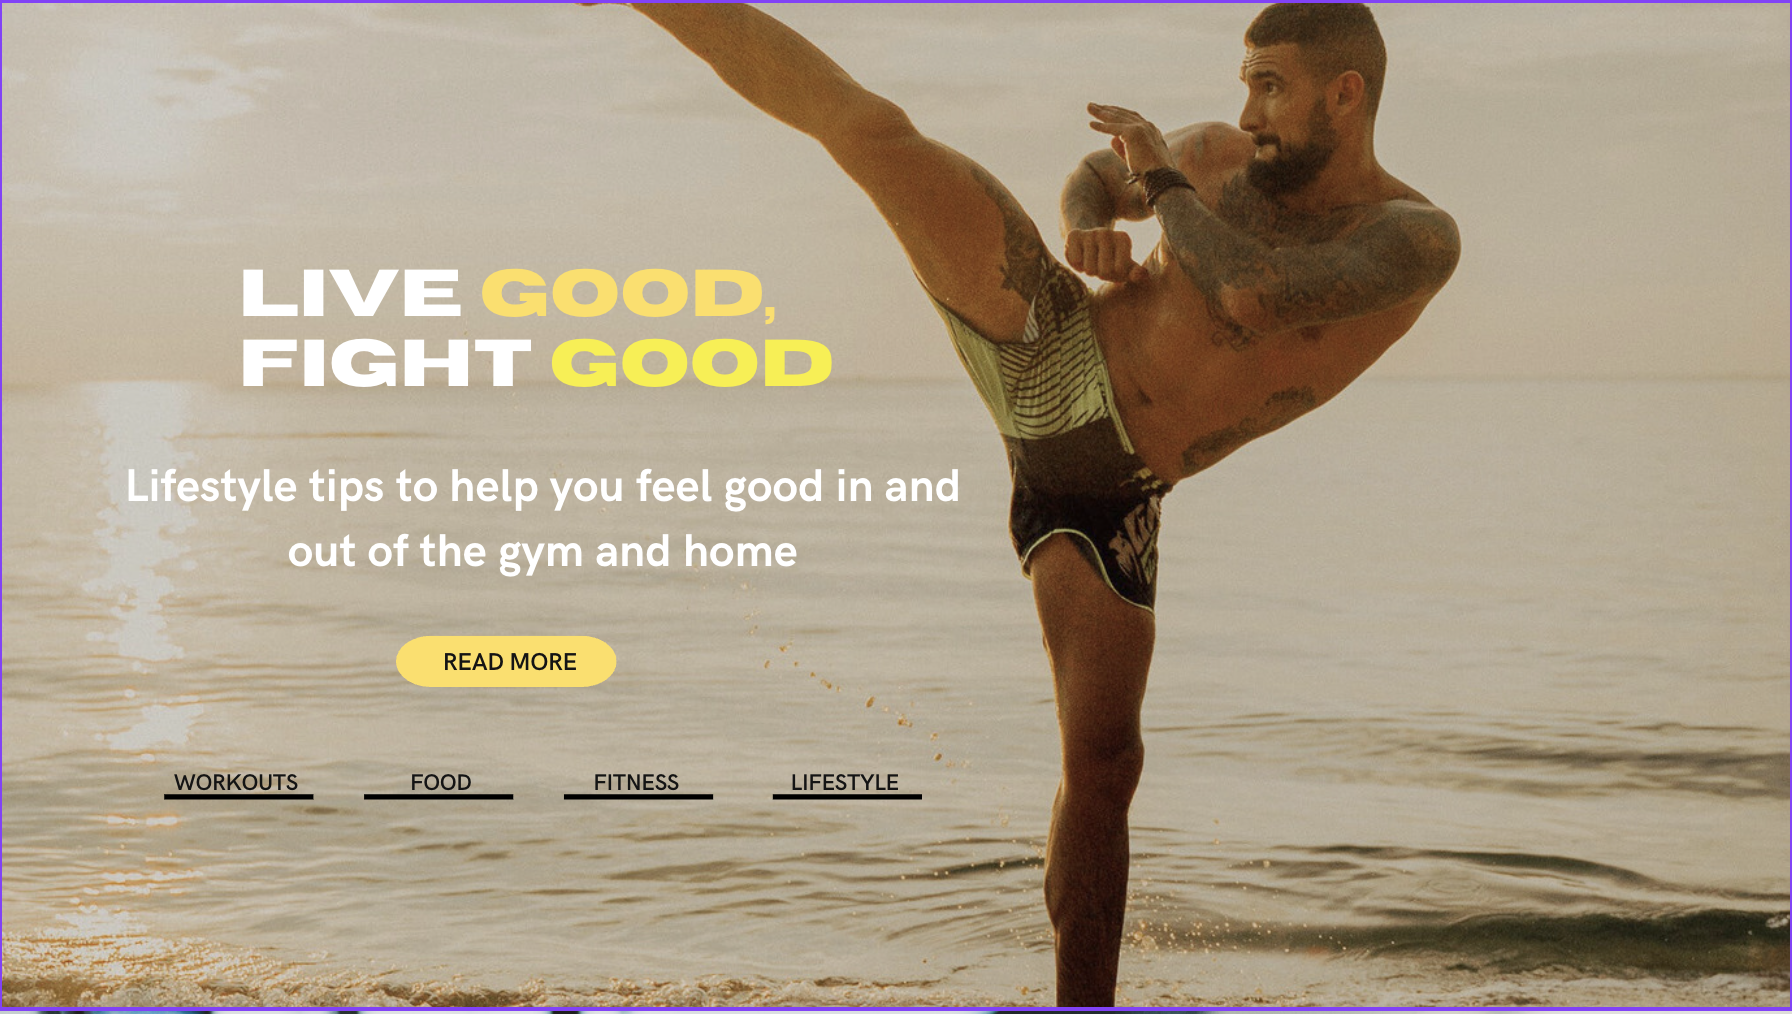 LIVE GOOD,
FIGHT GOOD
Lifestyle tips to help you feel good in and
out of the gym and home
READ MORE
WORKOUTS FOOD FITNESS LIFESTYLE